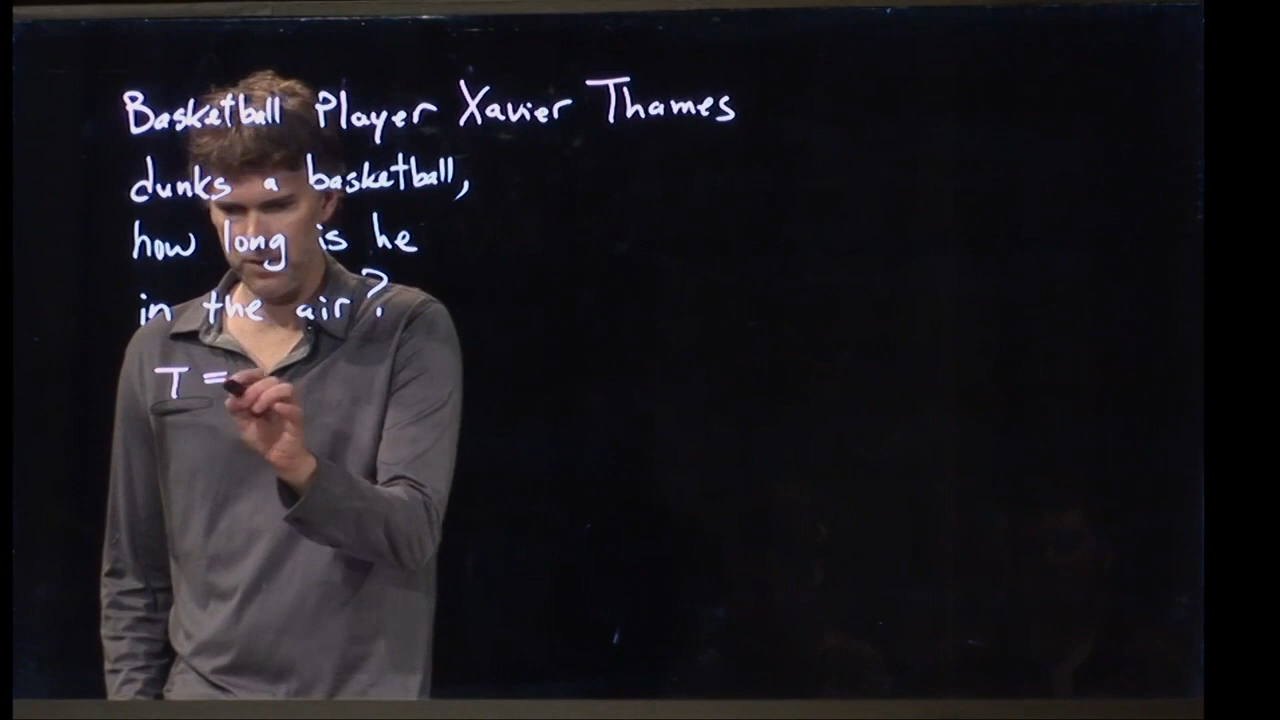 Basketball Player Xavier Thames
dunks a basketball,
how long is he
in the air?
T =